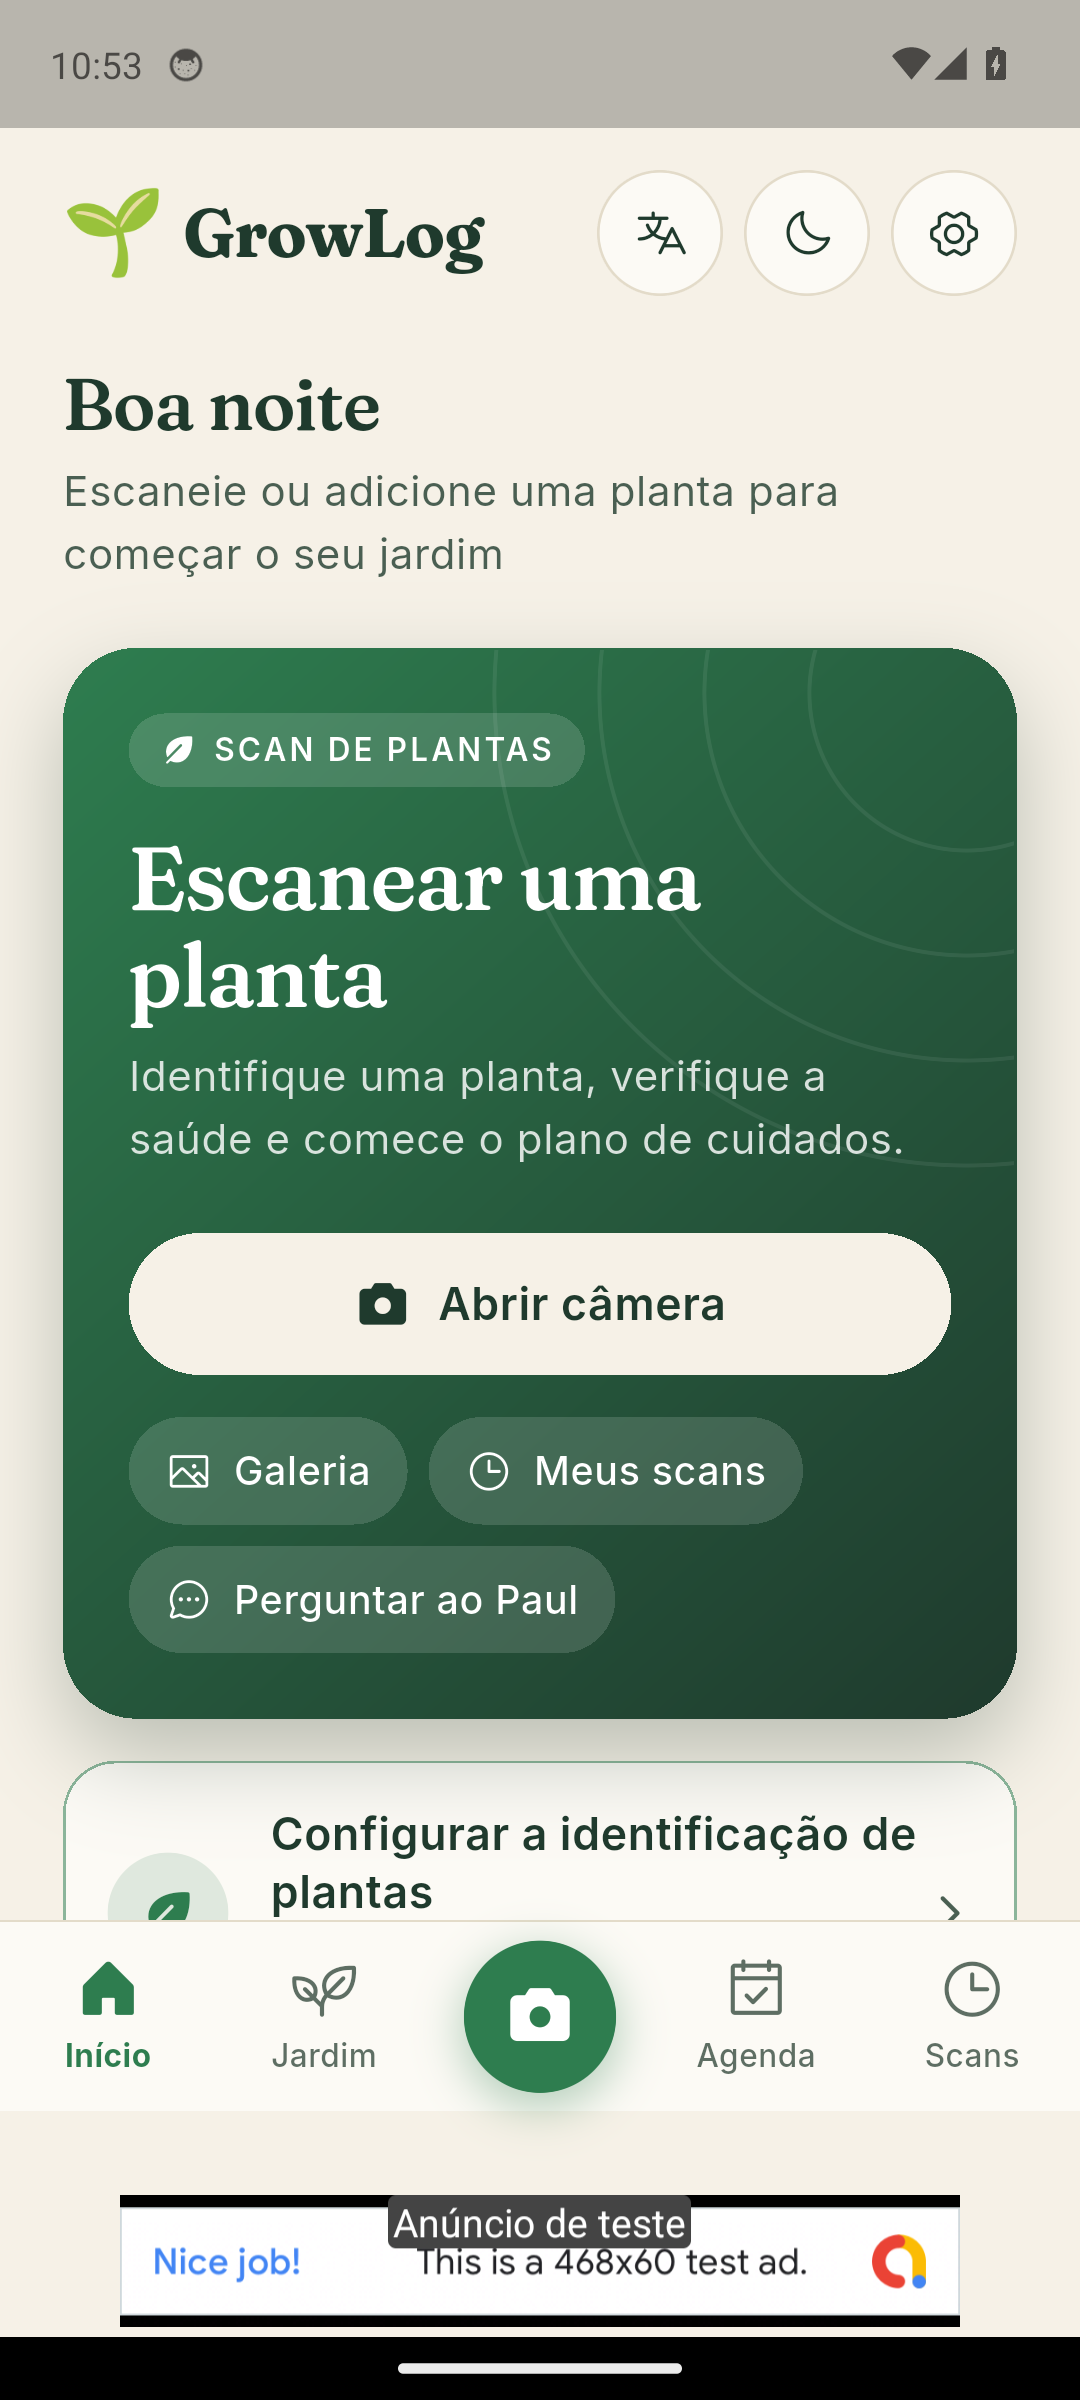 10:53
GrowLog
Boa noite
Escaneie ou adicione uma planta para
começar o seu jardim
SCAN DE PLANTAS
Escanear uma
planta
Identifique uma planta, verifique a
saúde e comece o plano de cuidados.
Abrir câmera
Galeria
Meus scans
Perguntar ao Paul
Configurar a identificação de
plantas
Início
Jardim
Agenda
Scans
Anúncio de teste
Nice job!
This is a 468x60 test ad.